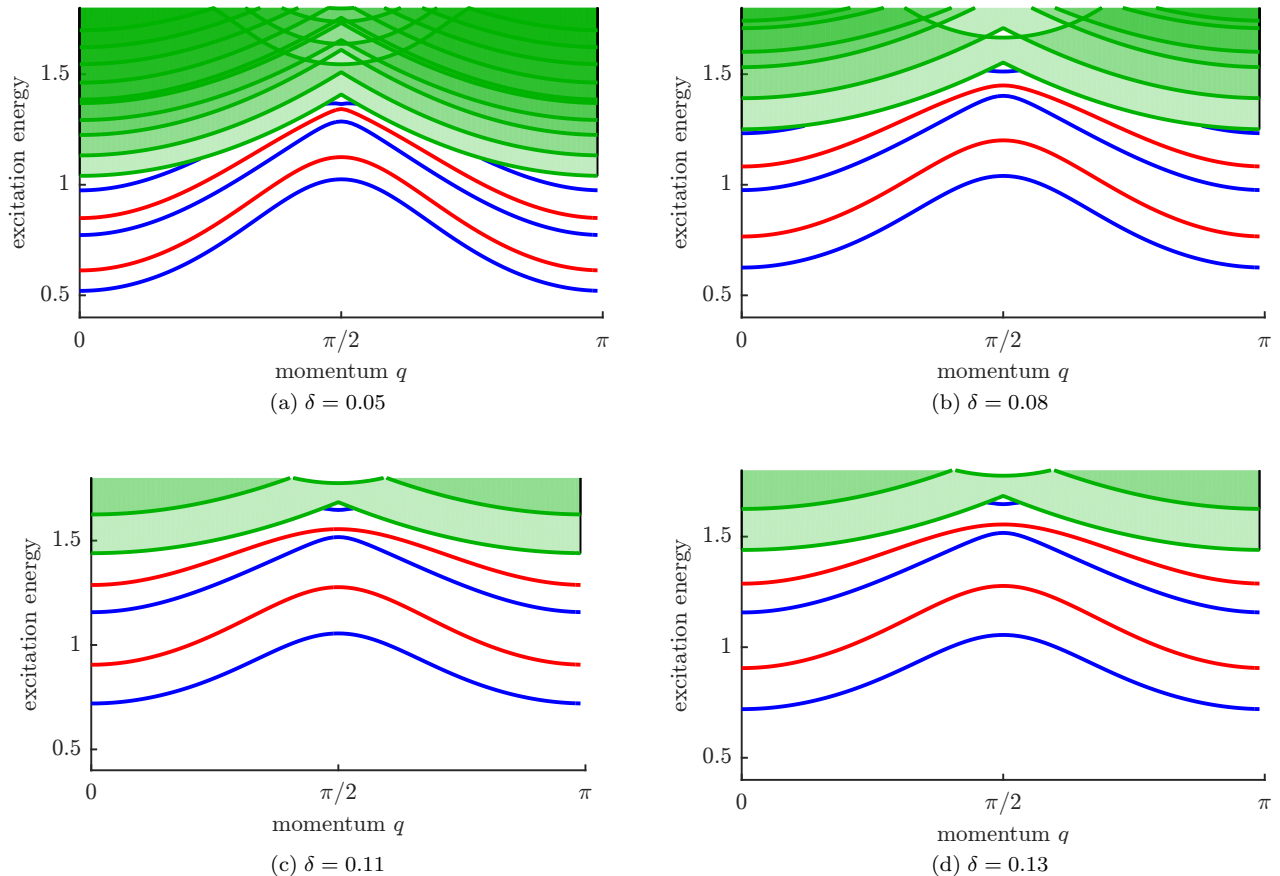 excitation energy
1.5
1
0.5
0
π/2
π
momentum q
(a) δ = 0.05
excitation energy
1.5
1
0.5
0
π/2
π
momentum q
(b) δ = 0.08
excitation energy
1.5
1
0.5
0
π/2
π
momentum q
(c) δ = 0.11
excitation energy
1.5
1
0.5
0
π/2
π
momentum q
(d) δ = 0.13